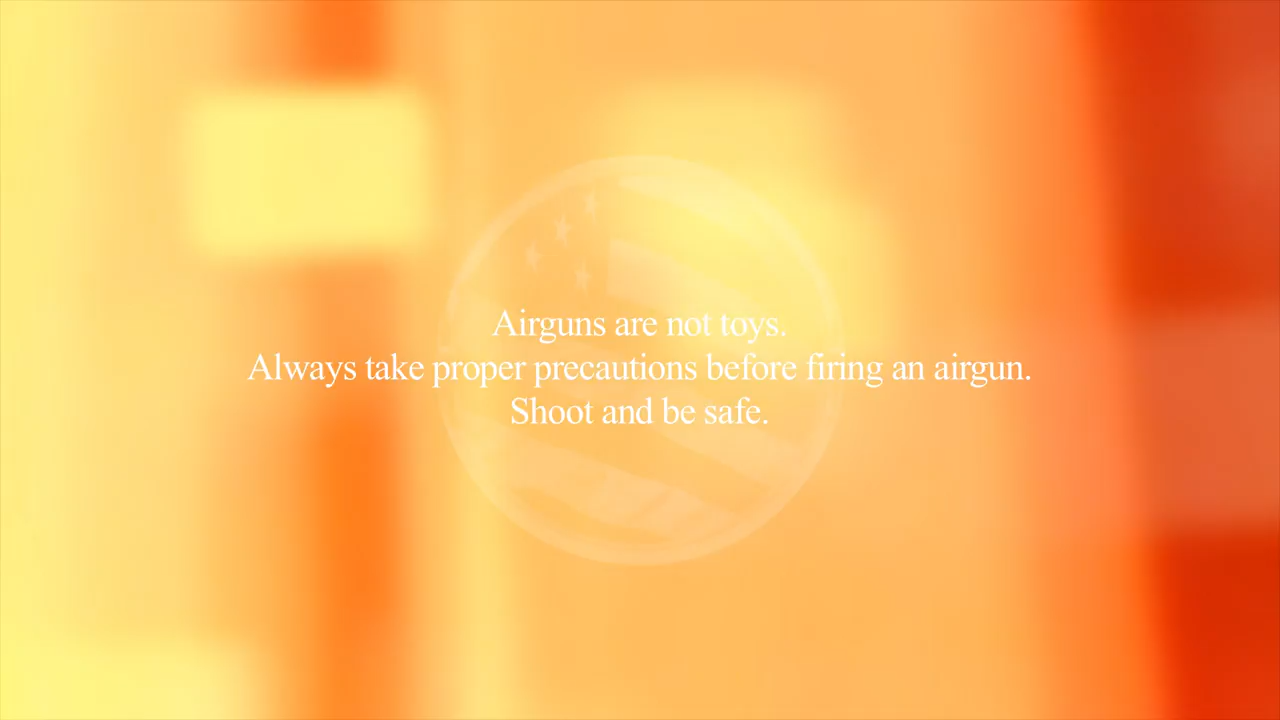 Airguns are not toys.
Always take proper precautions before firing an airgun.
Shoot and be safe.